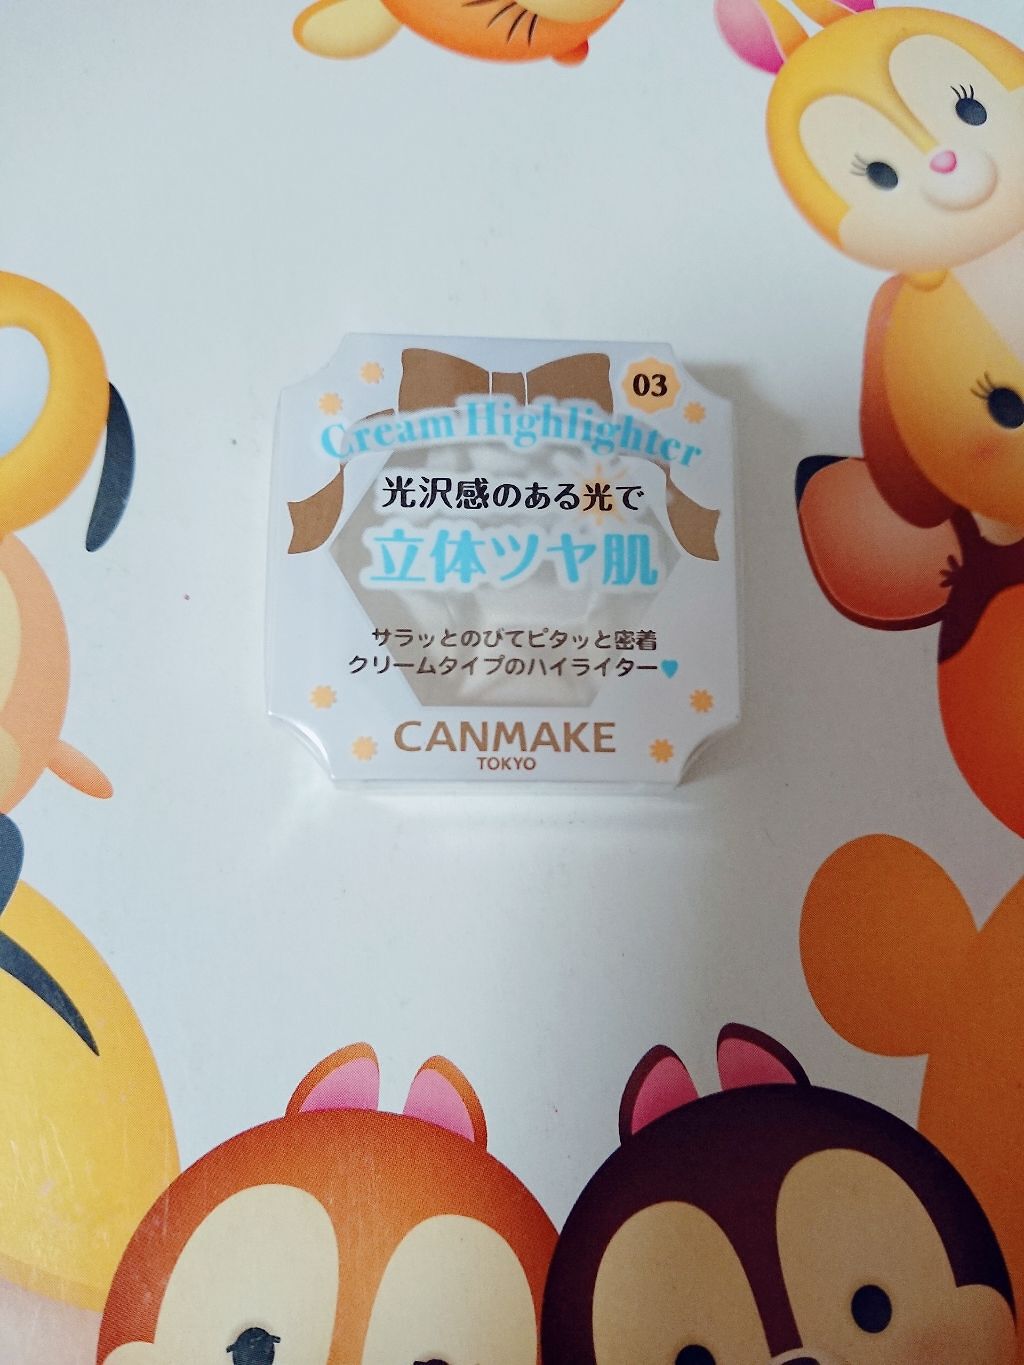 03
Cream Highlighter
光沢感のある光で
立体ツヤ肌
サラッとのびてピタッと密着
クリームタイプのハイライター
CANMAKE
TOKYO